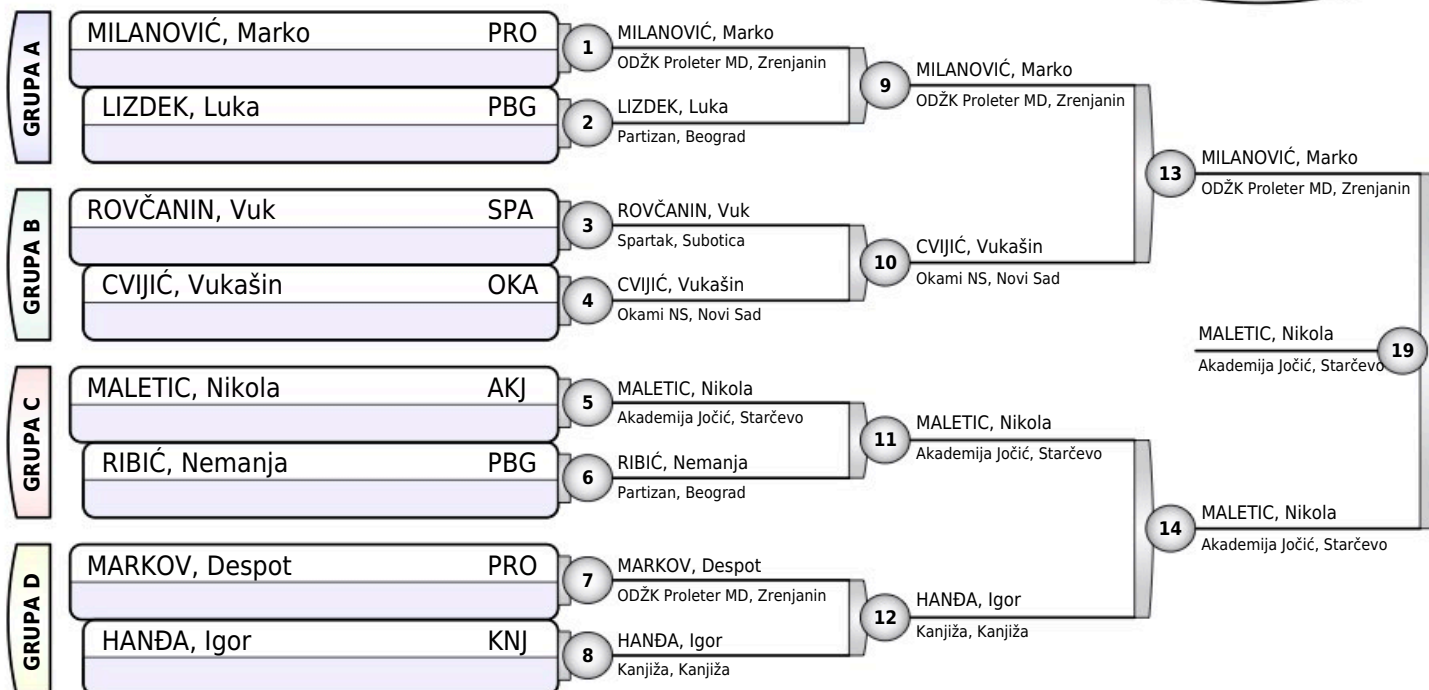 GRUPA A
MILANOVIĆ, Marko PRO
LIZDEK, Luka PBG
1
MILANOVIĆ, Marko
ODŽK Proleter MD, Zrenjanin
2
LIZDEK, Luka
Partizan, Beograd
9
MILANOVIĆ, Marko
ODŽK Proleter MD, Zrenjanin
GRUPA B
ROVČANIN, Vuk SPA
CVIJIĆ, Vukašin OKA
3
ROVČANIN, Vuk
Spartak, Subotica
4
CVIJIĆ, Vukašin
Okami NS, Novi Sad
10
CVIJIĆ, Vukašin
Okami NS, Novi Sad
13
MILANOVIĆ, Marko
ODŽK Proleter MD, Zrenjanin
GRUPA C
MALETIC, Nikola AKJ
RIBIĆ, Nemanja PBG
5
MALETIC, Nikola
Akademija Jočić, Starčevo
6
RIBIĆ, Nemanja
Partizan, Beograd
11
MALETIC, Nikola
Akademija Jočić, Starčevo
GRUPA D
MARKOV, Despot PRO
HANĐA, Igor KNJ
7
MARKOV, Despot
ODŽK Proleter MD, Zrenjanin
8
HANĐA, Igor
Kanjiža, Kanjiža
12
HANĐA, Igor
Kanjiža, Kanjiža
14
MALETIC, Nikola
Akademija Jočić, Starčevo
MALETIC, Nikola
Akademija Jočić, Starčevo
19